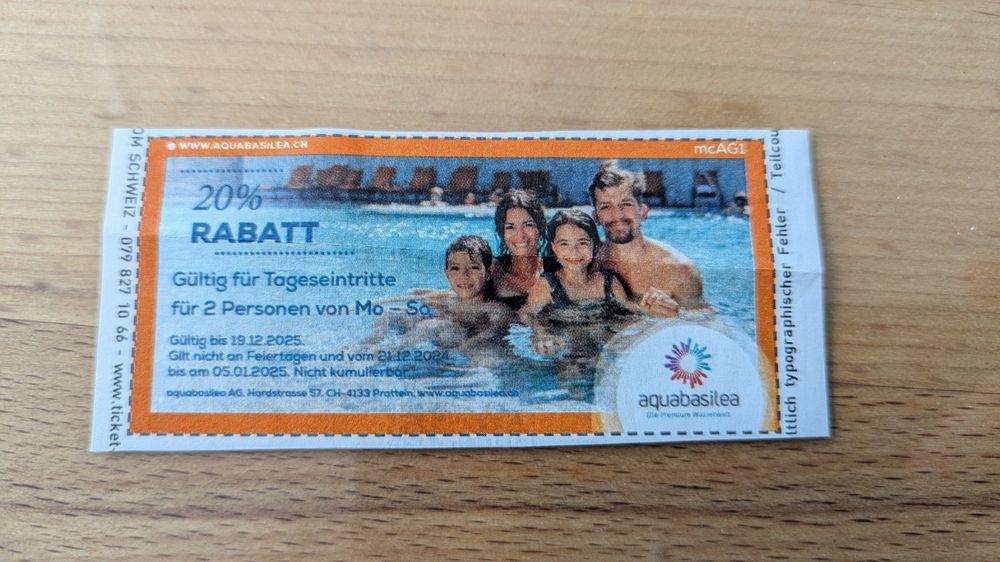 WWW.AQUABASILEA.CH
mcAG1
20%
RABATT
Gültig für Tageseintritte
für 2 Personen von Mo – So
Gültig bis 19.12.2025.
Gilt nicht an Feiertagen und vom 21.12.2024
bis am 05.01.2025. Nicht kumulierbar.
aquabasilea AG, Hardstrasse 57, CH-4133 Pratteln, www.aquabasilea.ch
aquabasilea
Die Premium Wasserwelt
OM SCHWEIZ - 079 827 10 66 - www.ticket-
ltlich typographischer Fehler / Teilcou